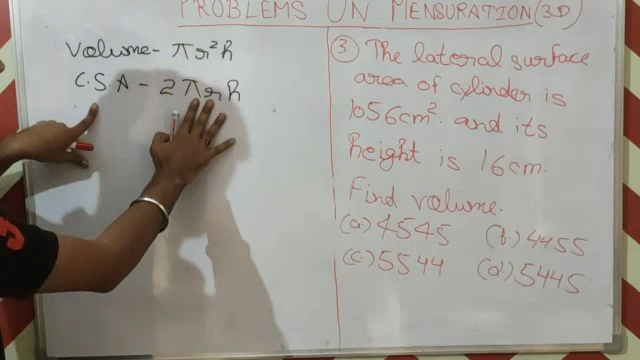 PROBLEMS ON MENSURATION (3D)
Volume - πr²h
C.S.A - 2πrh
③ The lateral surface
area of cylinder is
1056cm². and its
height is 16cm.
Find volume.
(a) 4545 (b.) 4455
(c) 5544 (d) 5445